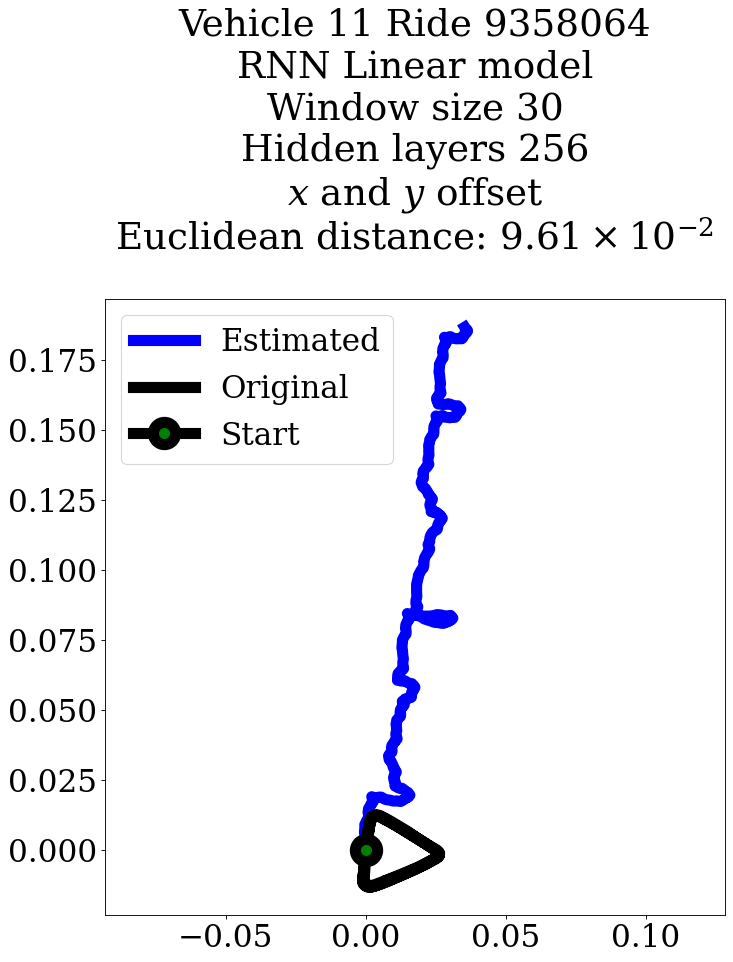 Vehicle 11 Ride 9358064
RNN Linear model
Window size 30
Hidden layers 256
x and y offset
Euclidean distance: 9.61 × 10⁻²
Estimated
Original
Start
0.175
0.150
0.125
0.100
0.075
0.050
0.025
0.000
−0.05 0.00 0.05 0.10